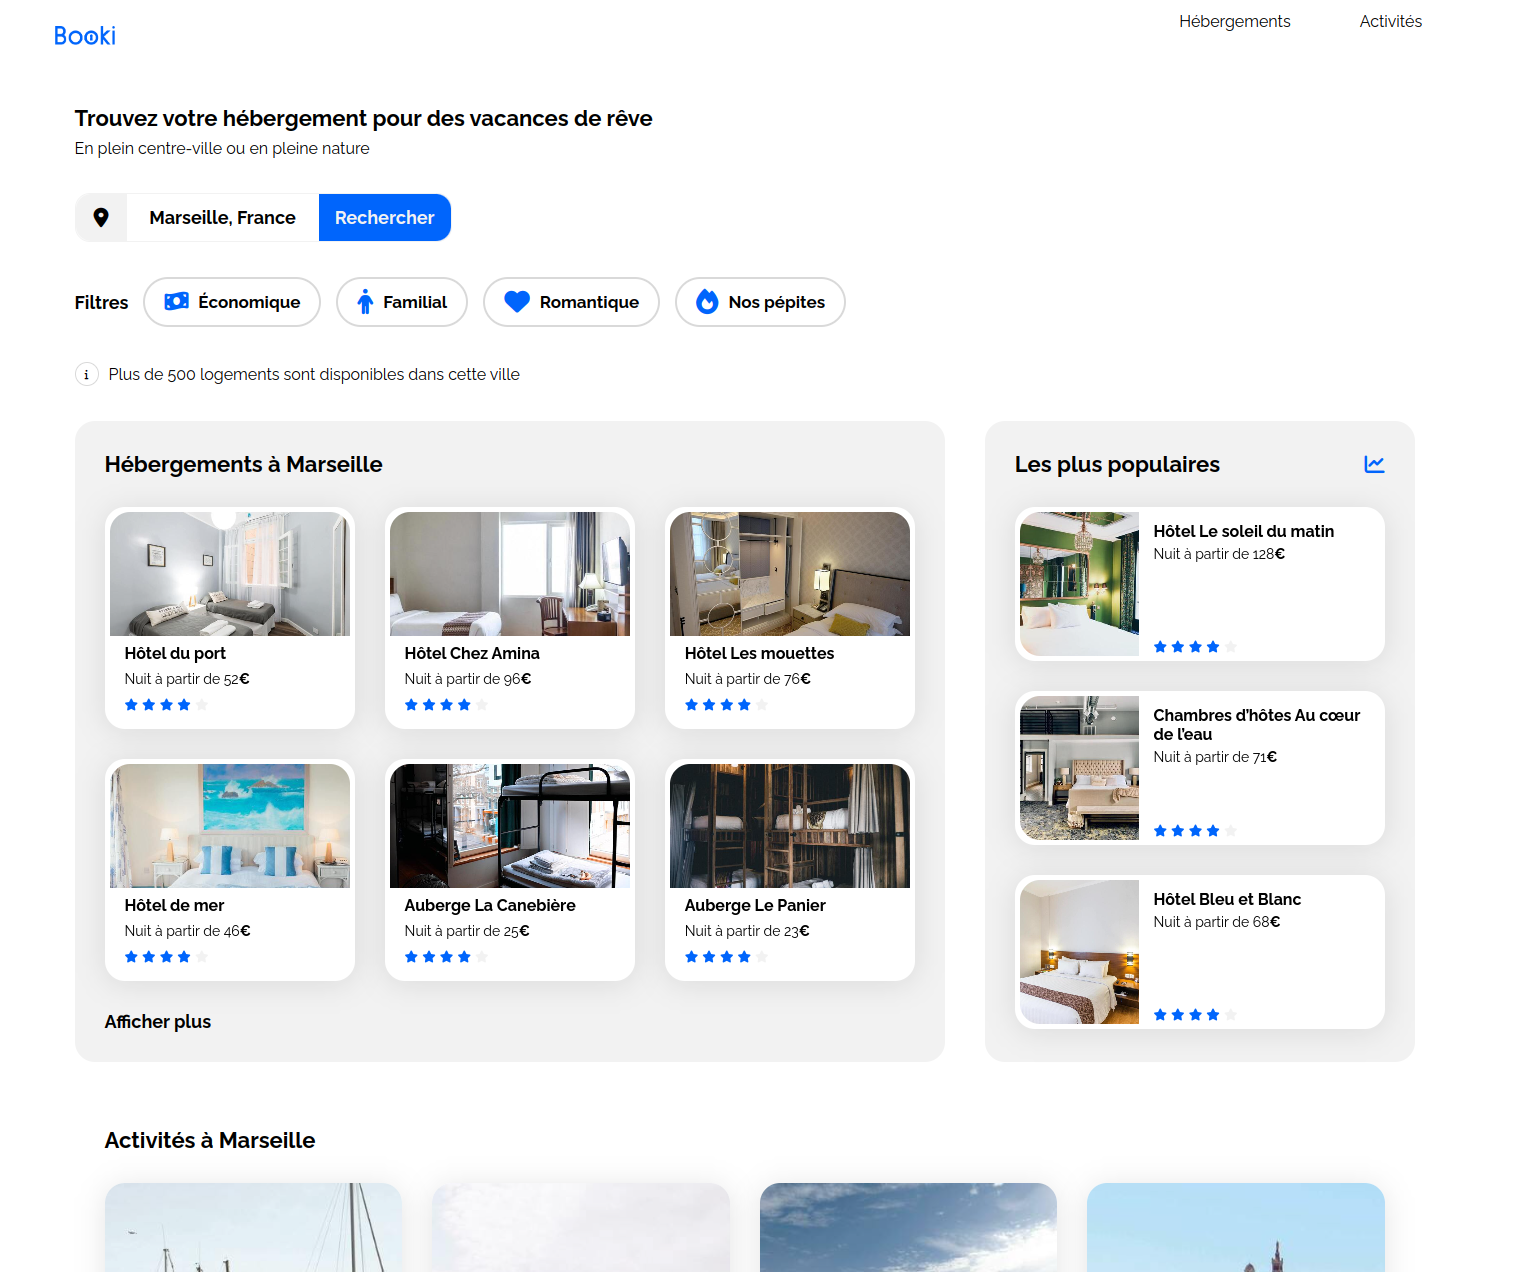 Booki
Hébergements
Activités
Trouvez votre hébergement pour des vacances de rêve
En plein centre-ville ou en pleine nature
Marseille, France
Rechercher
Filtres
Économique
Familial
Romantique
Nos pépites
Plus de 500 logements sont disponibles dans cette ville
Hébergements à Marseille
Hôtel du port
Nuit à partir de 52€
Hôtel Chez Amina
Nuit à partir de 96€
Hôtel Les mouettes
Nuit à partir de 76€
Hôtel de mer
Nuit à partir de 46€
Auberge La Canebière
Nuit à partir de 25€
Auberge Le Panier
Nuit à partir de 23€
Afficher plus
Les plus populaires
Hôtel Le soleil du matin
Nuit à partir de 128€
Chambres d’hôtes Au cœur
de l’eau
Nuit à partir de 71€
Hôtel Bleu et Blanc
Nuit à partir de 68€
Activités à Marseille